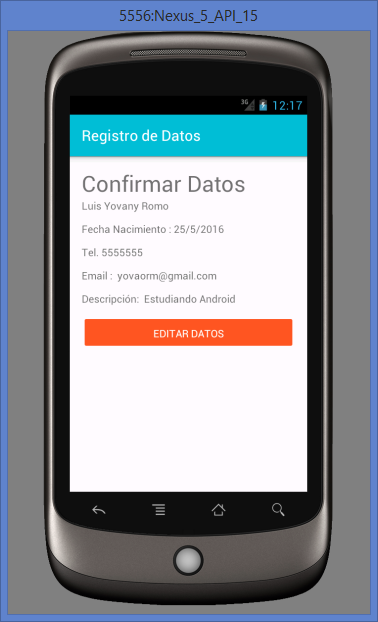 5556:Nexus_5_API_15
3G 12:17
Registro de Datos
Confirmar Datos
Luis Yovany Romo
Fecha Nacimiento : 25/5/2016
Tel. 5555555
Email : yovaorm@gmail.com
Descripción: Estudiando Android
EDITAR DATOS